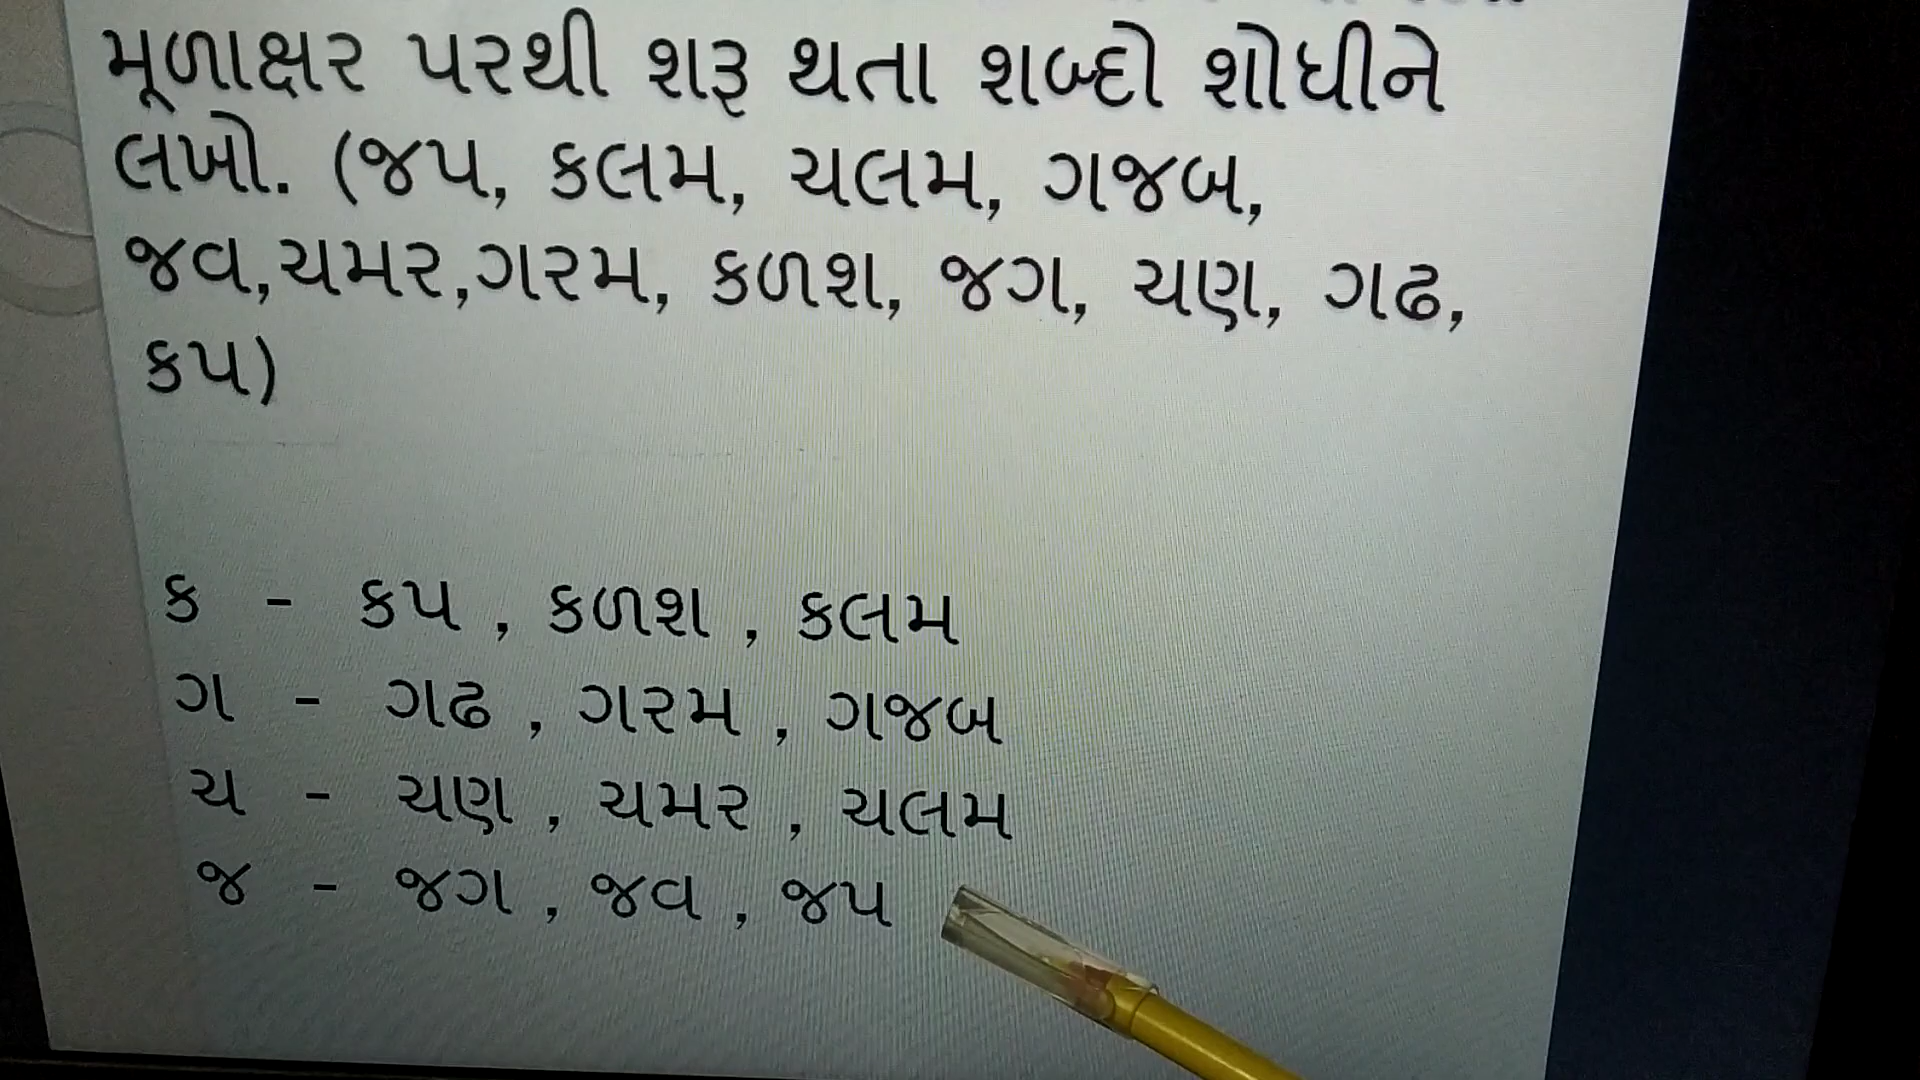 મૂળાક્ષર પરથી શરૂ થતા શબ્દો શોધીને
લખો. (જપ, કલમ, ચલમ, ગજબ,
જવ,ચમર,ગરમ, કળશ, જગ, ચણ, ગઢ,
કપ)
ક - કપ , કળશ , કલમ
ગ - ગઢ , ગરમ , ગજબ
ચ - ચણ , ચમર , ચલમ
જ - જગ , જવ , જપ